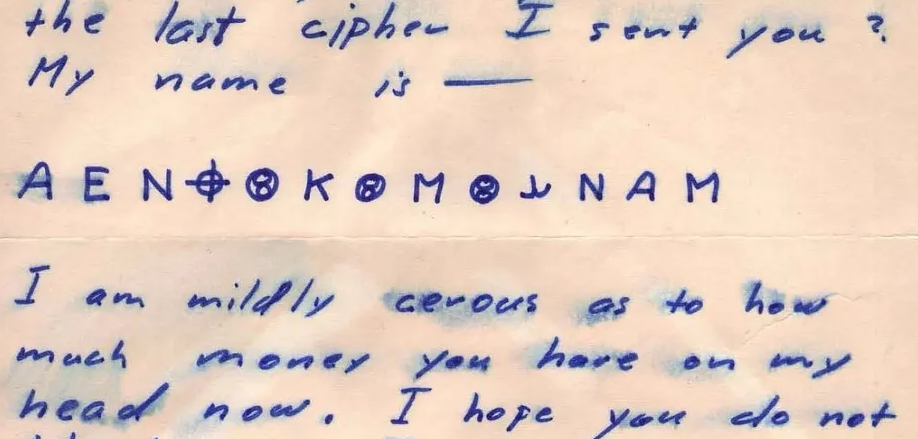 the last cipher I sent you ?
My name is —
A E N ⌖ ⊗ K ⊗ M ⊗ N A M
I am mildly cerous as to how
much money you have on my
head now. I hope you do not